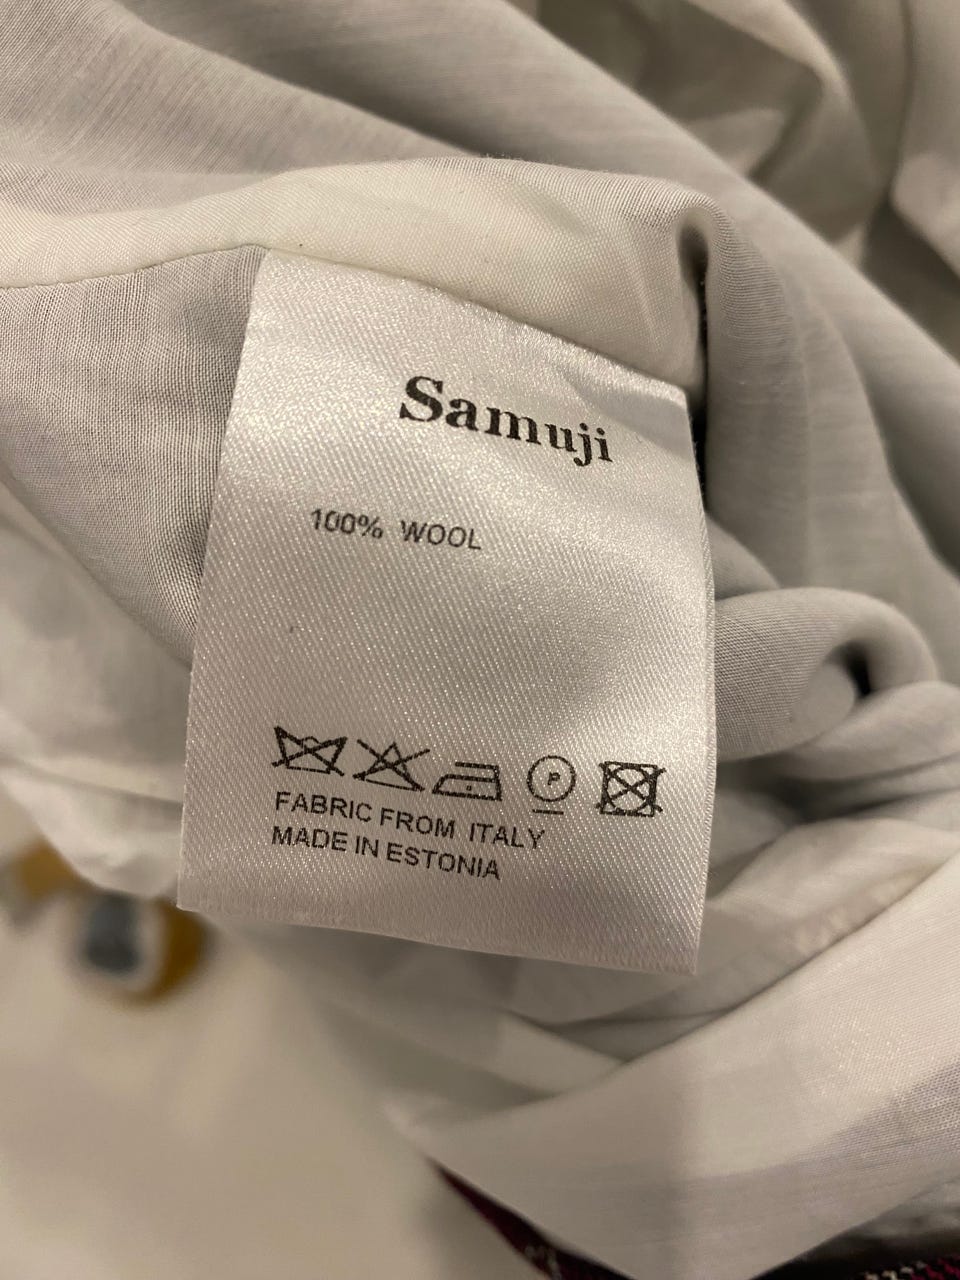 Samuji
100% WOOL
P
FABRIC FROM ITALY
MADE IN ESTONIA